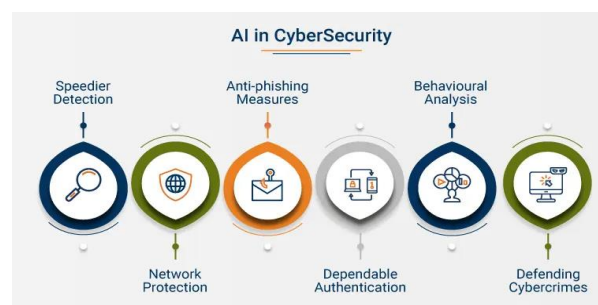 AI in CyberSecurity
Speedier
Detection
Anti-phishing
Measures
Behavioural
Analysis
Network
Protection
Dependable
Authentication
Defending
Cybercrimes